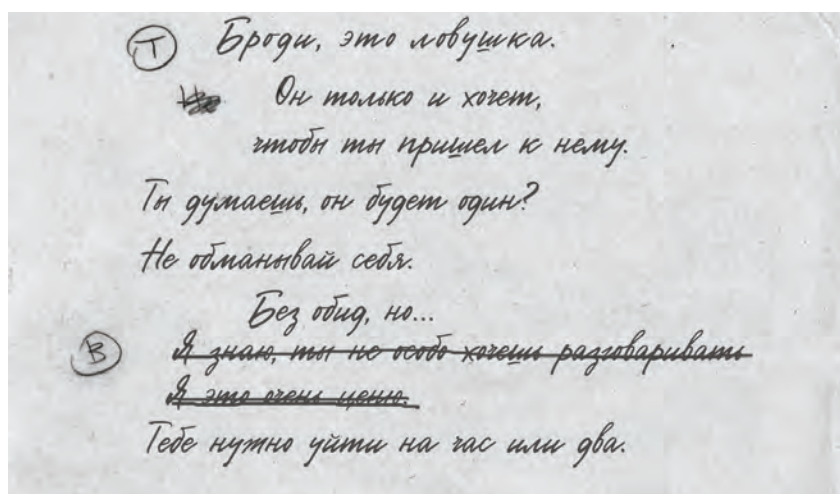 Т Броди, это ловушка.
Не Он только и хочет,
чтобы ты пришел к нему.
Ты думаешь, он будет один?
Не обманывай себя.
Без обид, но...
В Я знаю, ты не особо хочешь разговаривать
Я это очень ценю.
Тебе нужно уйти на час или два.